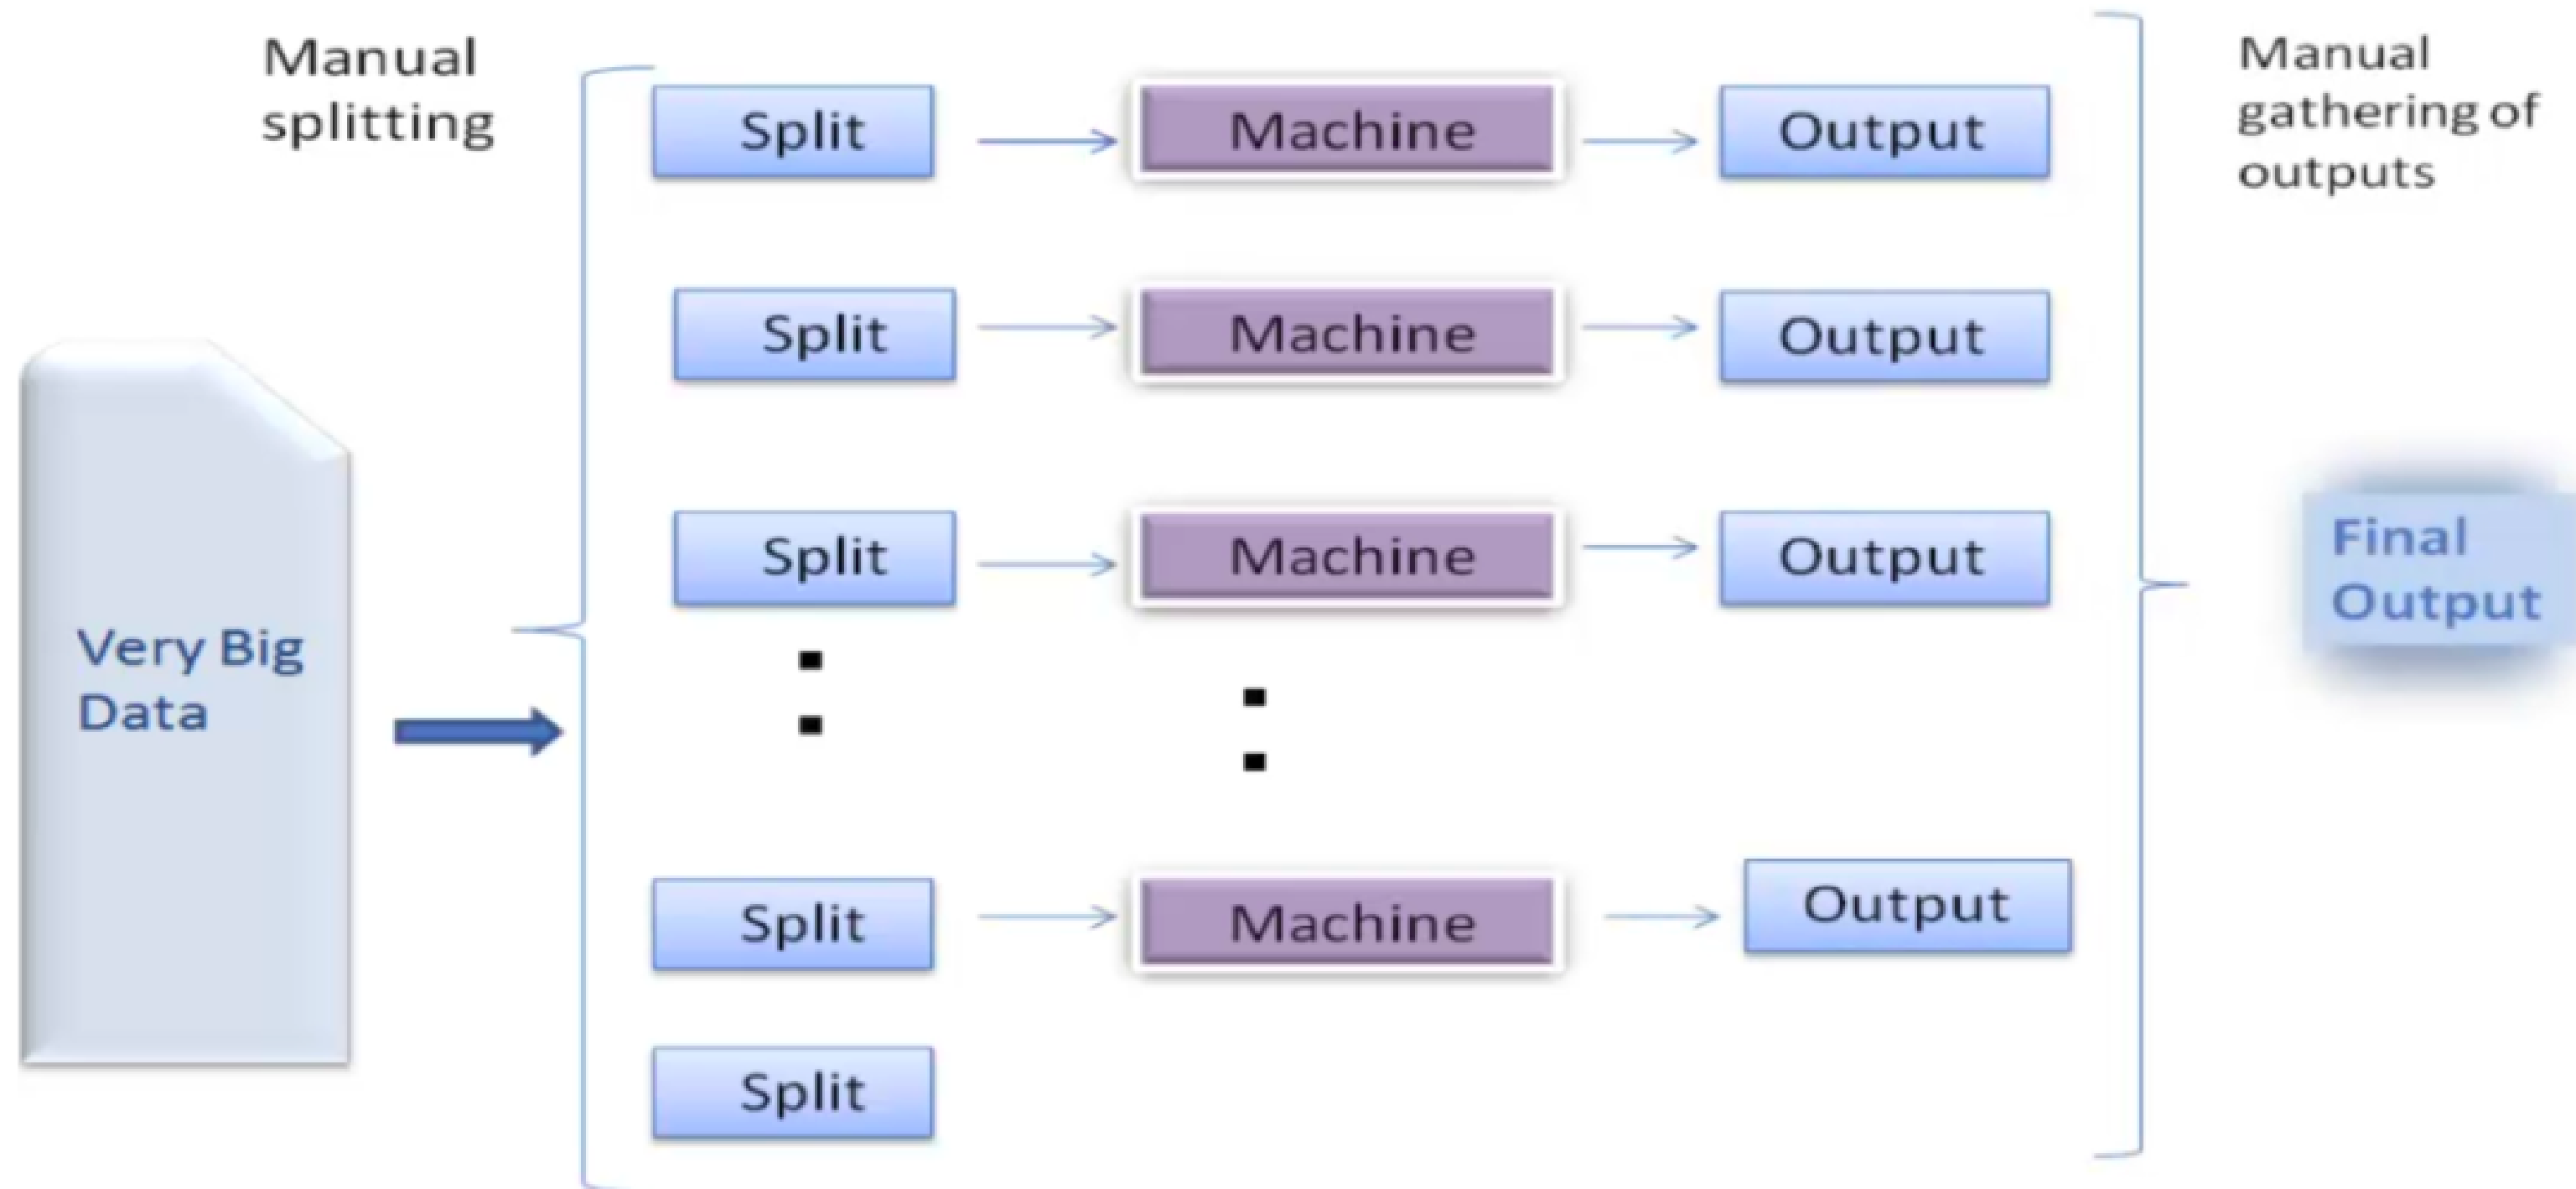 Manual
splitting
Very Big
Data
Split
Machine
Output
Split
Machine
Output
Split
Machine
Output
Split
Machine
Output
Split
Manual
gathering of
outputs
Final
Output